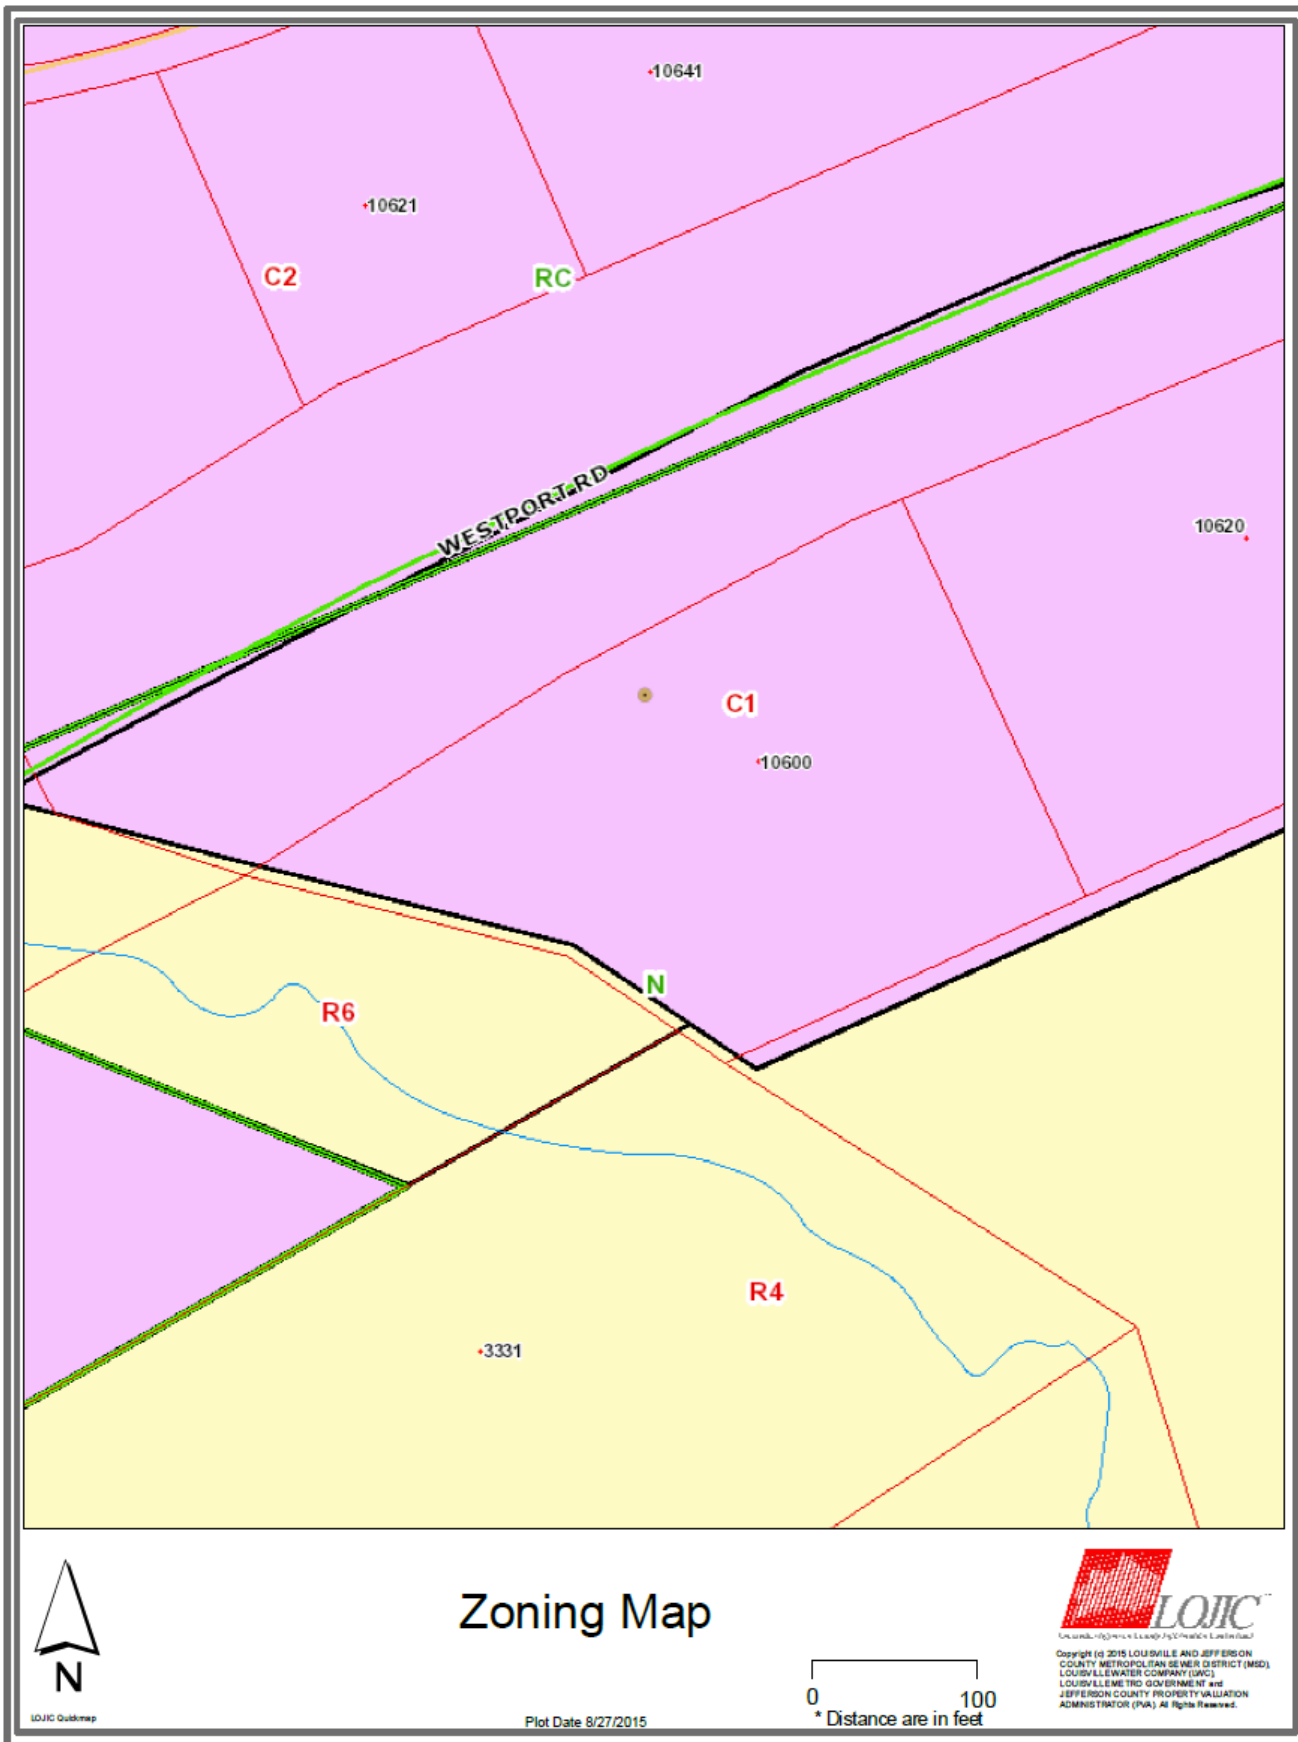 10641
10621
C2
RC
WESTPORT RD
10620
C1
10600
N
R6
R4
3331
N
Zoning Map
0 100
* Distance are in feet
LOJIC
Copyright (c) 2015 LOUISVILLE AND JEFFERSON
COUNTY METROPOLITAN SEWER DISTRICT (MSD),
LOUISVILLE WATER COMPANY (LWC),
LOUISVILLE METRO GOVERNMENT and
JEFFERSON COUNTY PROPERTY VALUATION
ADMINISTRATOR (PVA) All Rights Reserved.
LOJIC Quickmap
Plot Date 8/27/2015